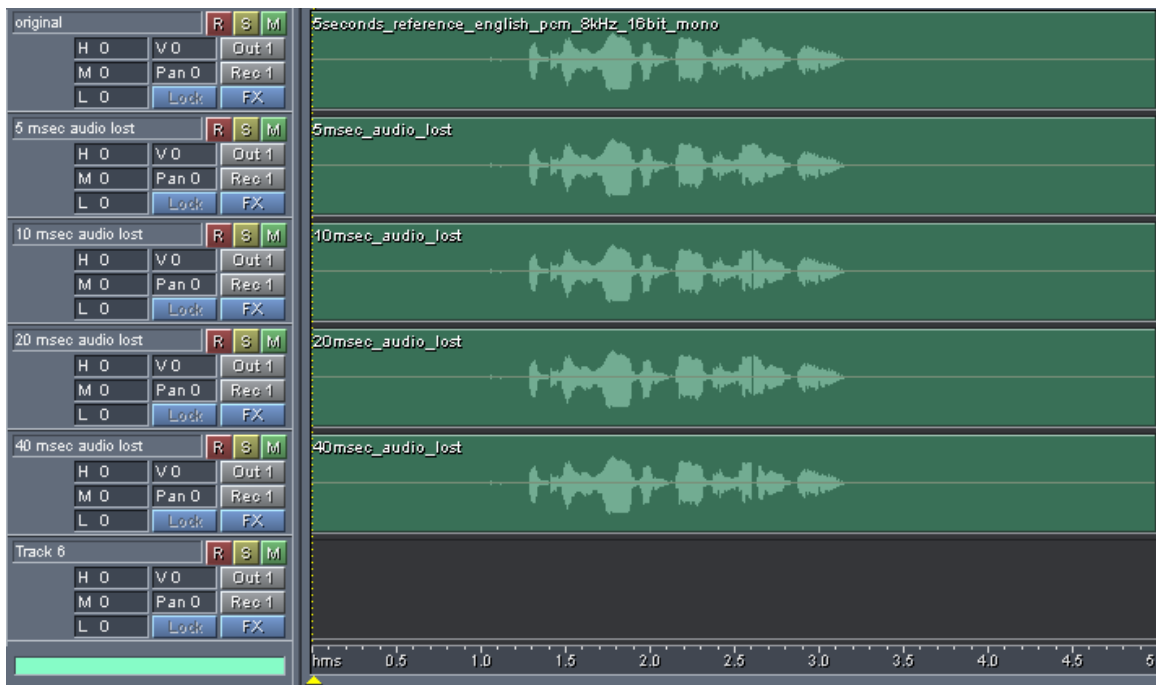 original R S M 5seconds_reference_english_pcm_8kHz_16bit_mono
H 0 V 0 Out 1
M 0 Pan 0 Rec 1
L 0 Lock FX
5 msec audio lost R S M 5msec_audio_lost
H 0 V 0 Out 1
M 0 Pan 0 Rec 1
L 0 Lock FX
10 msec audio lost R S M 10msec_audio_lost
H 0 V 0 Out 1
M 0 Pan 0 Rec 1
L 0 Lock FX
20 msec audio lost R S M 20msec_audio_lost
H 0 V 0 Out 1
M 0 Pan 0 Rec 1
L 0 Lock FX
40 msec audio lost R S M 40msec_audio_lost
H 0 V 0 Out 1
M 0 Pan 0 Rec 1
L 0 Lock FX
Track 6 R S M
H 0 V 0 Out 1
M 0 Pan 0 Rec 1
L 0 Lock FX
hms 0.5 1.0 1.5 2.0 2.5 3.0 3.5 4.0 4.5 5